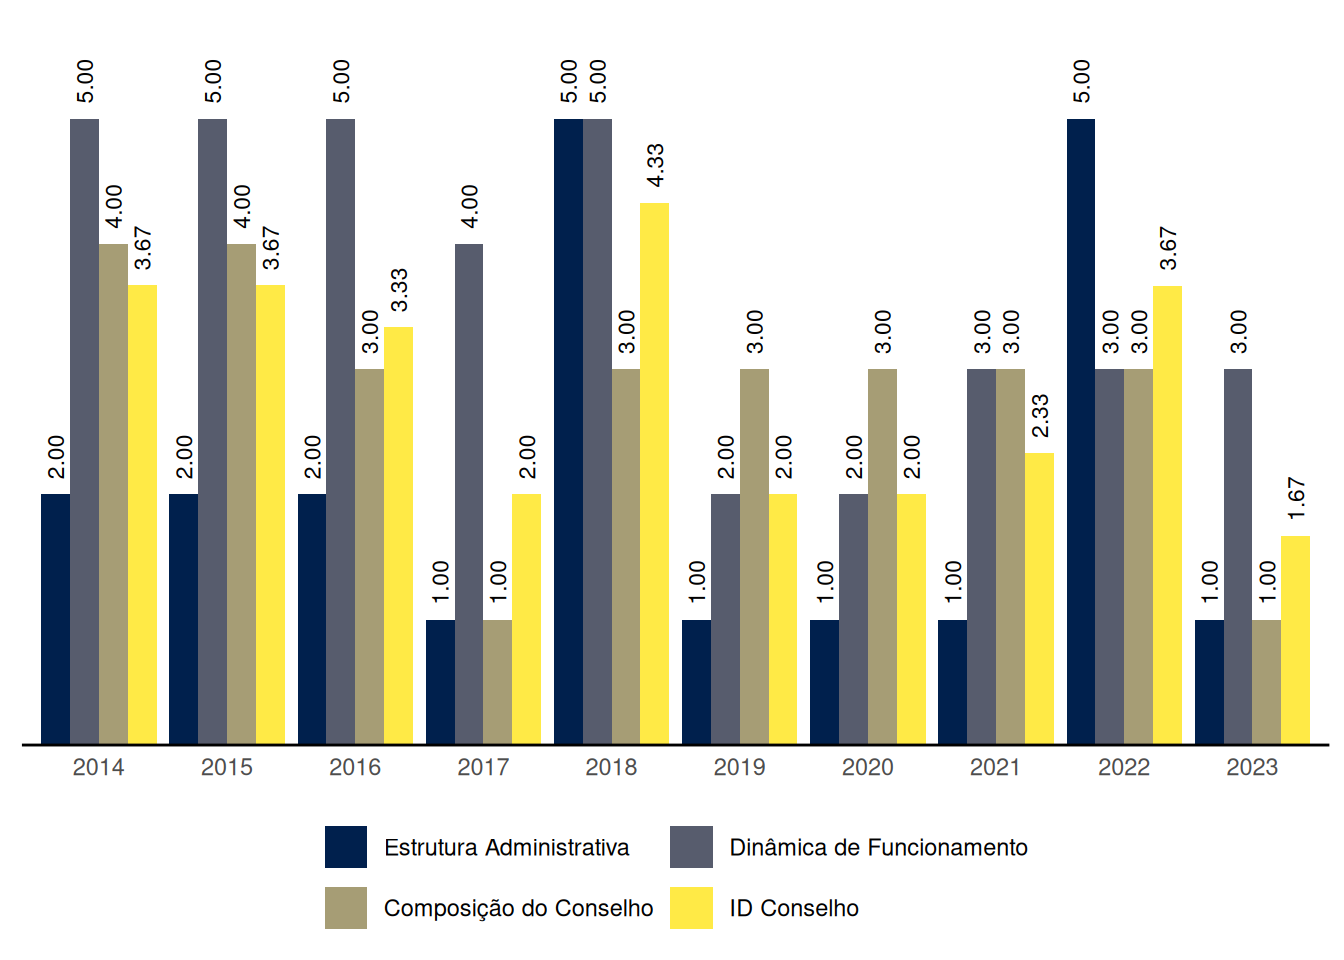 5.00 5.00 5.00 5.00 5.00 5.00
4.33
4.00 4.00 4.00
3.67 3.67 3.67
3.33
3.00 3.00 3.00 3.00 3.00 3.00 3.00 3.00 3.00
2.33
2.00 2.00 2.00 2.00 2.00 2.00 2.00 2.00
1.67
1.00 1.00 1.00 1.00 1.00 1.00 1.00
2014 2015 2016 2017 2018 2019 2020 2021 2022 2023
Estrutura Administrativa Dinâmica de Funcionamento
Composição do Conselho ID Conselho